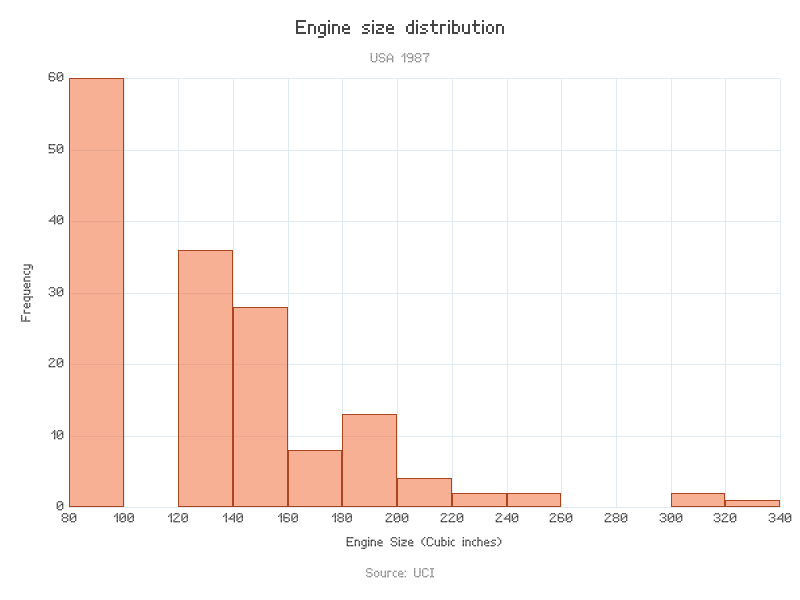 Engine size distribution
USA 1987
60
50
40
30
20
10
0
Frequency
80 100 120 140 160 180 200 220 240 260 280 300 320 340
Engine Size (Cubic inches)
Source: UCI